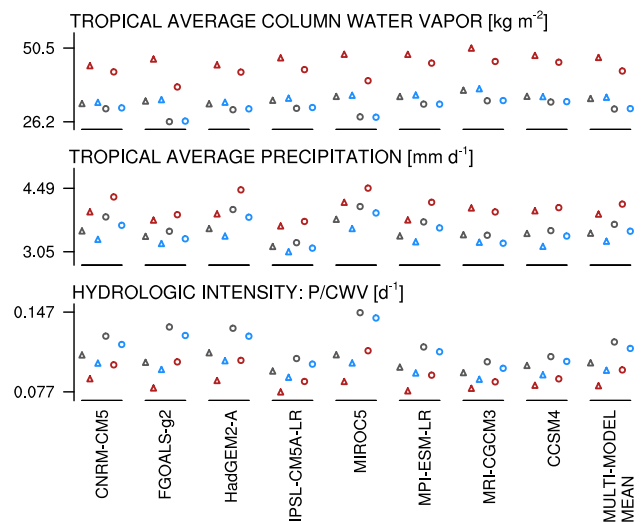 TROPICAL AVERAGE COLUMN WATER VAPOR [kg m⁻²]
50.5
26.2
TROPICAL AVERAGE PRECIPITATION [mm d⁻¹]
4.49
3.05
HYDROLOGIC INTENSITY: P/CWV [d⁻¹]
0.147
0.077
CNRM-CM5
FGOALS-g2
HadGEM2-A
IPSL-CM5A-LR
MIROC5
MPI-ESM-LR
MRI-CGCM3
CCSM4
MULTI-MODEL
MEAN